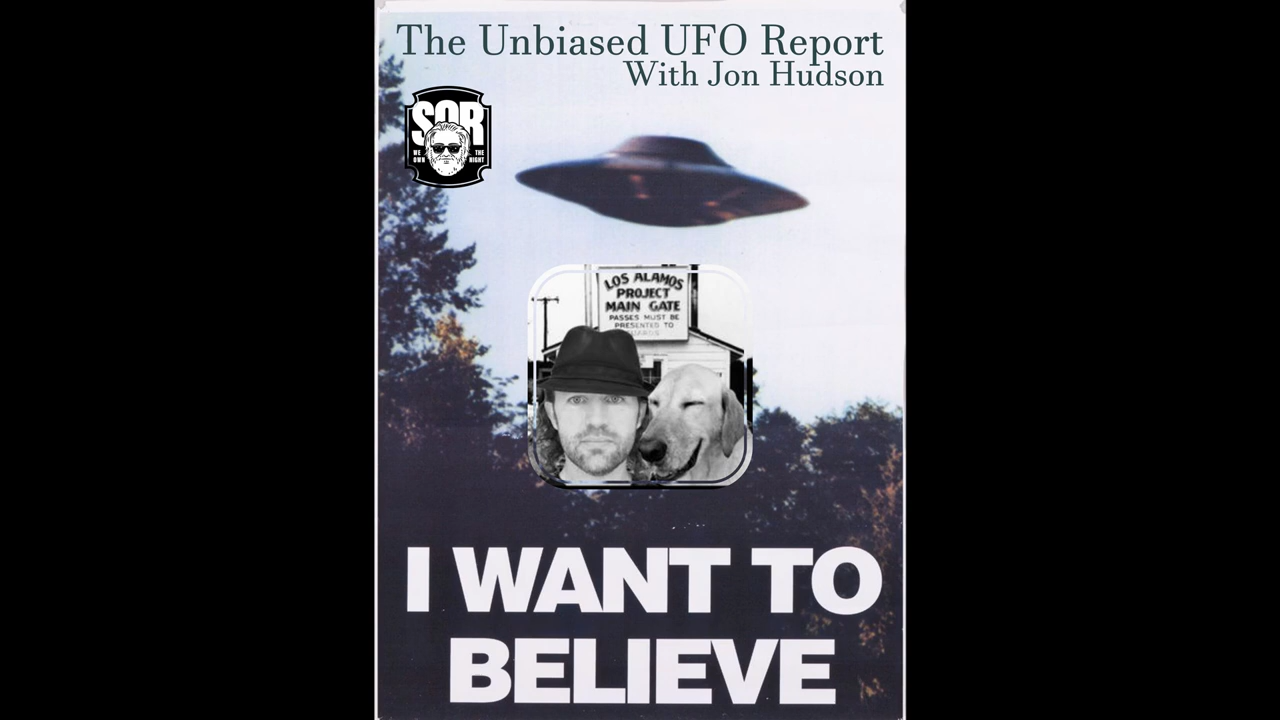 The Unbiased UFO Report
With Jon Hudson
SOR
WE OWN THE NIGHT
LOS ALAMOS
PROJECT
MAIN GATE
PASSES MUST BE
PRESENTED TO
GUARDS
I WANT TO
BELIEVE